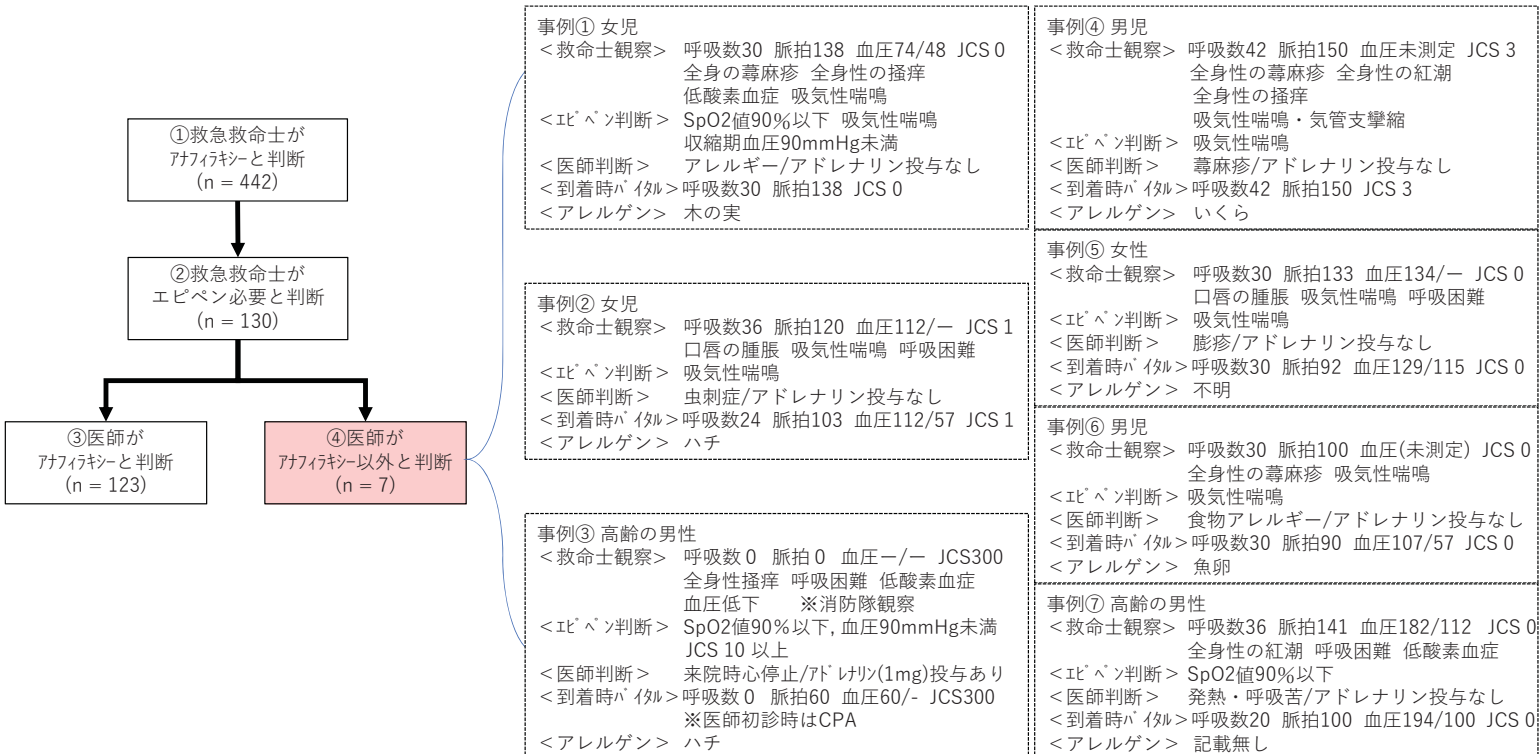 ①救急救命士が
ｱﾅﾌｨﾗｷｼｰと判断
(n = 442)
②救急救命士が
エピペン必要と判断
(n = 130)
③医師が
ｱﾅﾌｨﾗｷｼｰと判断
(n = 123)
④医師が
ｱﾅﾌｨﾗｷｼｰ以外と判断
(n = 7)
事例① 女児
＜救命士観察＞ 呼吸数30 脈拍138 血圧74/48 JCS 0
全身の蕁麻疹 全身性の掻痒
低酸素血症 吸気性喘鳴
＜ｴﾋﾟﾍﾟﾝ判断＞ SpO2値90％以下 吸気性喘鳴
収縮期血圧90mmHg未満
＜医師判断＞ アレルギー/アドレナリン投与なし
＜到着時ﾊﾞｲﾀﾙ＞呼吸数30 脈拍138 JCS 0
＜アレルゲン＞ 木の実
事例② 女児
＜救命士観察＞ 呼吸数36 脈拍120 血圧112/ー JCS 1
口唇の腫脹 吸気性喘鳴 呼吸困難
＜ｴﾋﾟﾍﾟﾝ判断＞ 吸気性喘鳴
＜医師判断＞ 虫刺症/アドレナリン投与なし
＜到着時ﾊﾞｲﾀﾙ＞呼吸数24 脈拍103 血圧112/57 JCS 1
＜アレルゲン＞ ハチ
事例③ 高齢の男性
＜救命士観察＞ 呼吸数 0 脈拍 0 血圧ー/ー JCS300
全身性掻痒 呼吸困難 低酸素血症
血圧低下 ※消防隊観察
＜ｴﾋﾟﾍﾟﾝ判断＞ SpO2値90％以下, 血圧90mmHg未満
JCS 10 以上
＜医師判断＞ 来院時心停止/ｱﾄﾞﾚﾅﾘﾝ(1mg)投与あり
＜到着時ﾊﾞｲﾀﾙ＞呼吸数 0 脈拍60 血圧60/- JCS300
※医師初診時はCPA
＜アレルゲン＞ ハチ
事例④ 男児
＜救命士観察＞ 呼吸数42 脈拍150 血圧未測定 JCS 3
全身性の蕁麻疹 全身性の紅潮
全身性の掻痒
吸気性喘鳴・気管支攣縮
＜ｴﾋﾟﾍﾟﾝ判断＞ 吸気性喘鳴
＜医師判断＞ 蕁麻疹/アドレナリン投与なし
＜到着時ﾊﾞｲﾀﾙ＞呼吸数42 脈拍150 JCS 3
＜アレルゲン＞ いくら
事例⑤ 女性
＜救命士観察＞ 呼吸数30 脈拍133 血圧134/ー JCS 0
口唇の腫脹 吸気性喘鳴 呼吸困難
＜ｴﾋﾟﾍﾟﾝ判断＞ 吸気性喘鳴
＜医師判断＞ 膨疹/アドレナリン投与なし
＜到着時ﾊﾞｲﾀﾙ＞呼吸数30 脈拍92 血圧129/115 JCS 0
＜アレルゲン＞ 不明
事例⑥ 男児
＜救命士観察＞ 呼吸数30 脈拍100 血圧(未測定) JCS 0
全身性の蕁麻疹 吸気性喘鳴
＜ｴﾋﾟﾍﾟﾝ判断＞ 吸気性喘鳴
＜医師判断＞ 食物アレルギー/アドレナリン投与なし
＜到着時ﾊﾞｲﾀﾙ＞呼吸数30 脈拍90 血圧107/57 JCS 0
＜アレルゲン＞ 魚卵
事例⑦ 高齢の男性
＜救命士観察＞ 呼吸数36 脈拍141 血圧182/112 JCS 0
全身性の紅潮 呼吸困難 低酸素血症
＜ｴﾋﾟﾍﾟﾝ判断＞ SpO2値90％以下
＜医師判断＞ 発熱・呼吸苦/アドレナリン投与なし
＜到着時ﾊﾞｲﾀﾙ＞呼吸数20 脈拍100 血圧194/100 JCS 0
＜アレルゲン＞ 記載無し